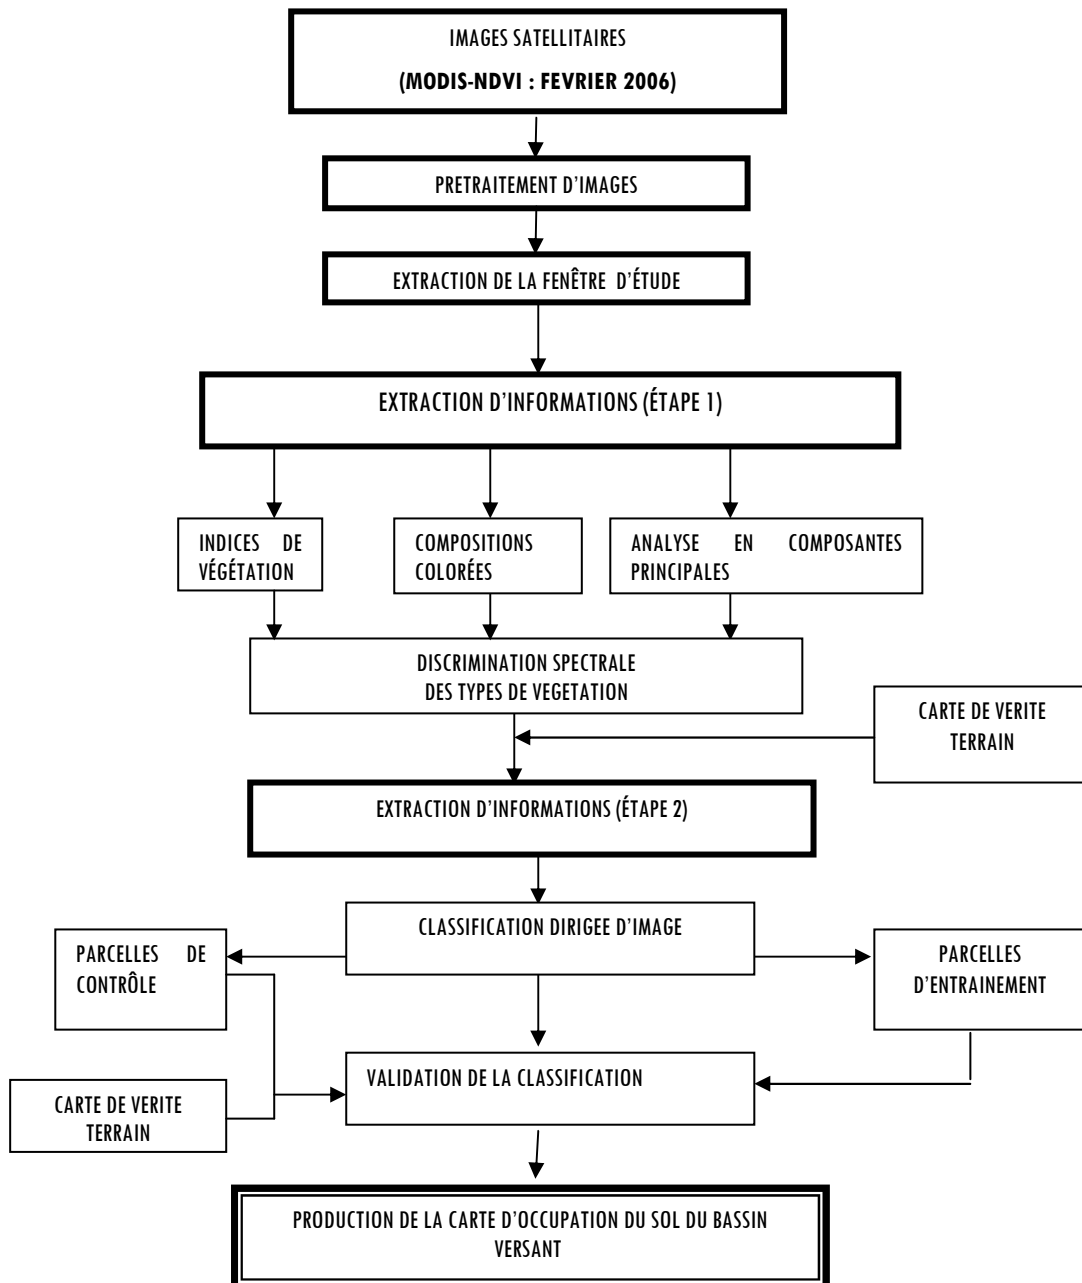 IMAGES SATELLITAIRES
(MODIS-NDVI : FEVRIER 2006)
PRETRAITEMENT D'IMAGES
EXTRACTION DE LA FENÊTRE D'ÉTUDE
EXTRACTION D'INFORMATIONS (ÉTAPE 1)
INDICES DE
VÉGÉTATION
COMPOSITIONS
COLORÉES
ANALYSE EN COMPOSANTES
PRINCIPALES
DISCRIMINATION SPECTRALE
DES TYPES DE VEGETATION
CARTE DE VERITE
TERRAIN
EXTRACTION D'INFORMATIONS (ÉTAPE 2)
CLASSIFICATION DIRIGEE D'IMAGE
PARCELLES DE
CONTRÔLE
PARCELLES
D'ENTRAINEMENT
VALIDATION DE LA CLASSIFICATION
CARTE DE VERITE
TERRAIN
PRODUCTION DE LA CARTE D'OCCUPATION DU SOL DU BASSIN
VERSANT